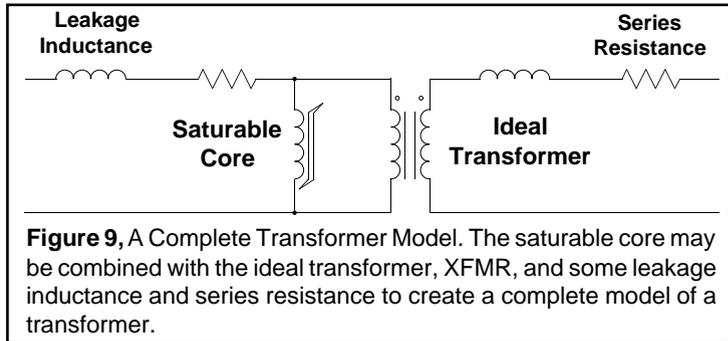 Leakage
Inductance
Series
Resistance
Saturable
Core
Ideal
Transformer
Figure 9, A Complete Transformer Model. The saturable core may
be combined with the ideal transformer, XFMR, and some leakage
inductance and series resistance to create a complete model of a
transformer.